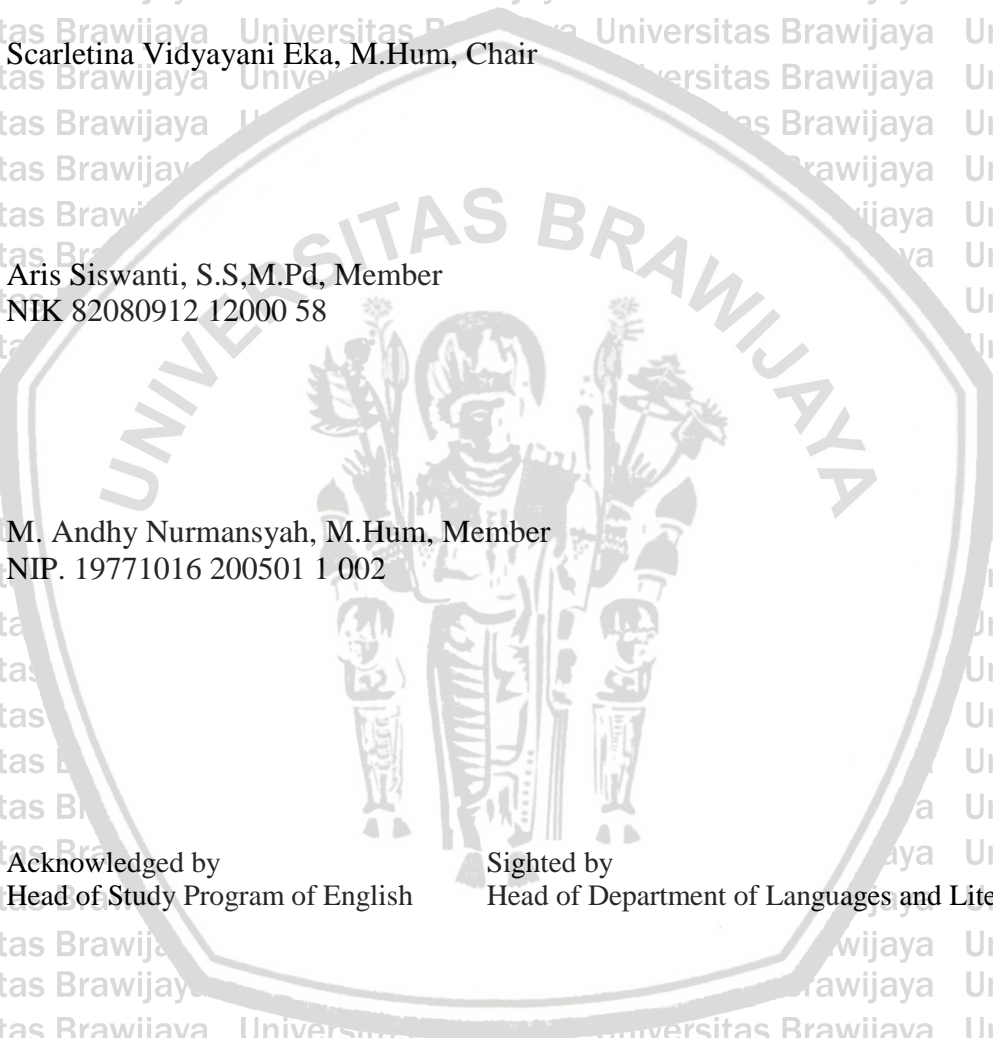 Scarletina Vidyayani Eka, M.Hum, Chair
Aris Siswanti, S.S,M.Pd, Member
NIK 82080912 12000 58
UNIVERSITAS BRAWIJAYA
M. Andhy Nurmansyah, M.Hum, Member
NIP. 19771016 200501 1 002
Acknowledged by Sighted by
Head of Study Program of English Head of Department of Languages and